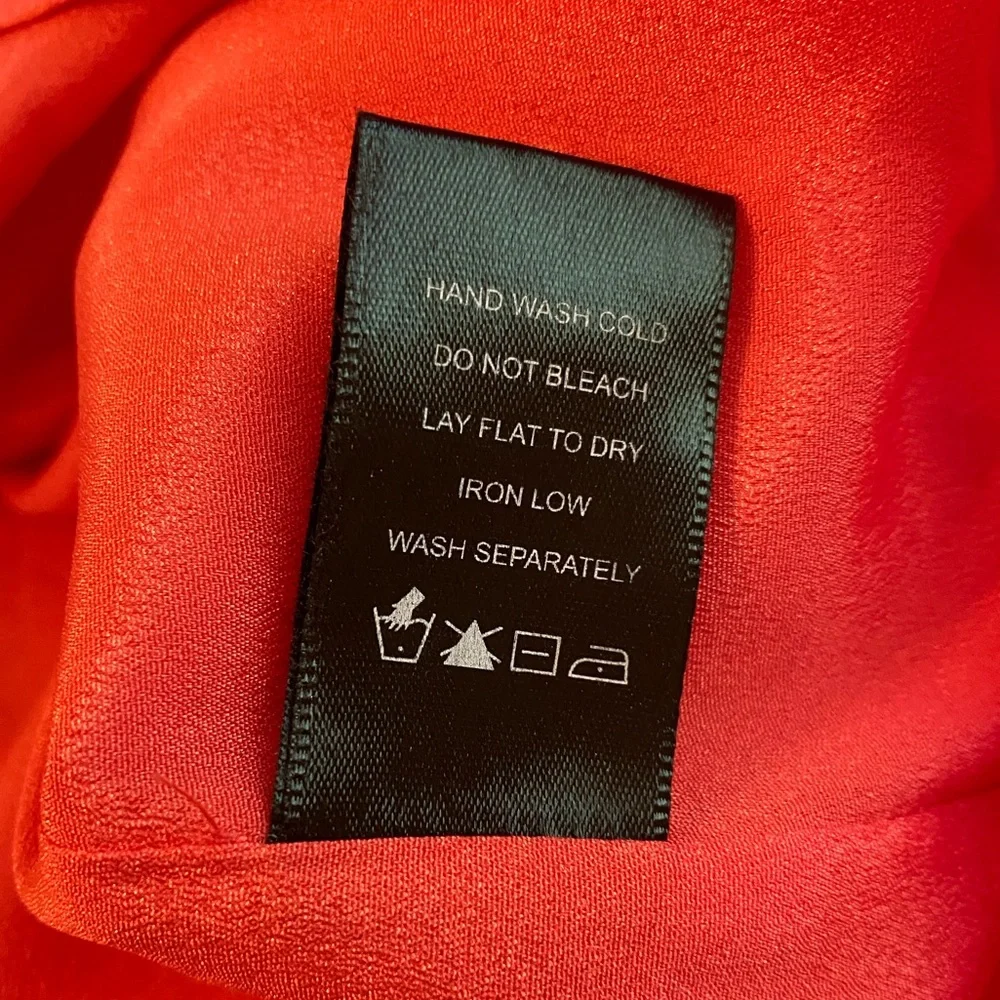 HAND WASH COLD
DO NOT BLEACH
LAY FLAT TO DRY
IRON LOW
WASH SEPARATELY